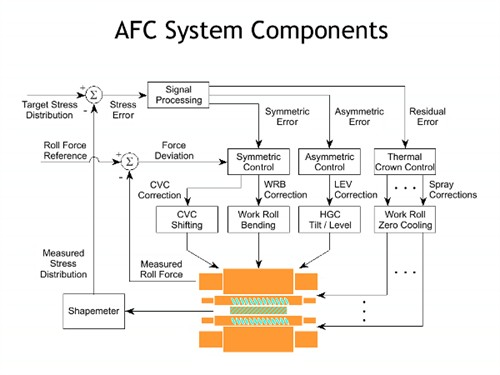 AFC System Components
Target Stress
Distribution
+
Σ
-
Stress
Error
Signal
Processing
Symmetric
Error
Asymmetric
Error
Residual
Error
Roll Force
Reference
+
Σ
-
Force
Deviation
Symmetric
Control
Asymmetric
Control
Thermal
Crown Control
CVC
Correction
WRB
Correction
LEV
Correction
. . . .
Spray
Corrections
CVC
Shifting
Work Roll
Bending
HGC
Tilt / Level
Work Roll
Zero Cooling
Measured
Stress
Distribution
Measured
Roll Force
. . .
Shapemeter